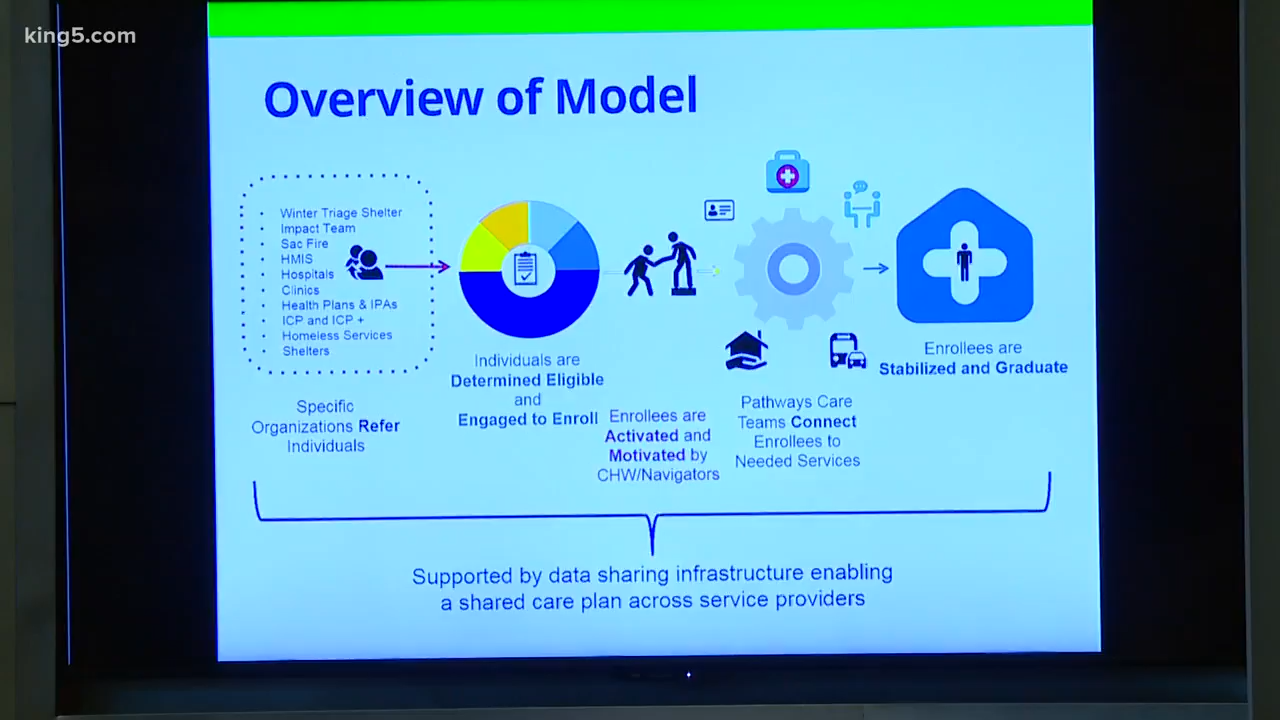 king5.com
Overview of Model
• Winter Triage Shelter
• Impact Team
• Sac Fire
• HMIS
• Hospitals
• Clinics
• Health Plans & IPAs
• ICP and ICP +
• Homeless Services
• Shelters
Specific
Organizations Refer
Individuals
Individuals are
Determined Eligible
and
Engaged to Enroll
Enrollees are
Activated and
Motivated by
CHW/Navigators
Pathways Care
Teams Connect
Enrollees to
Needed Services
Enrollees are
Stabilized and Graduate
Supported by data sharing infrastructure enabling
a shared care plan across service providers